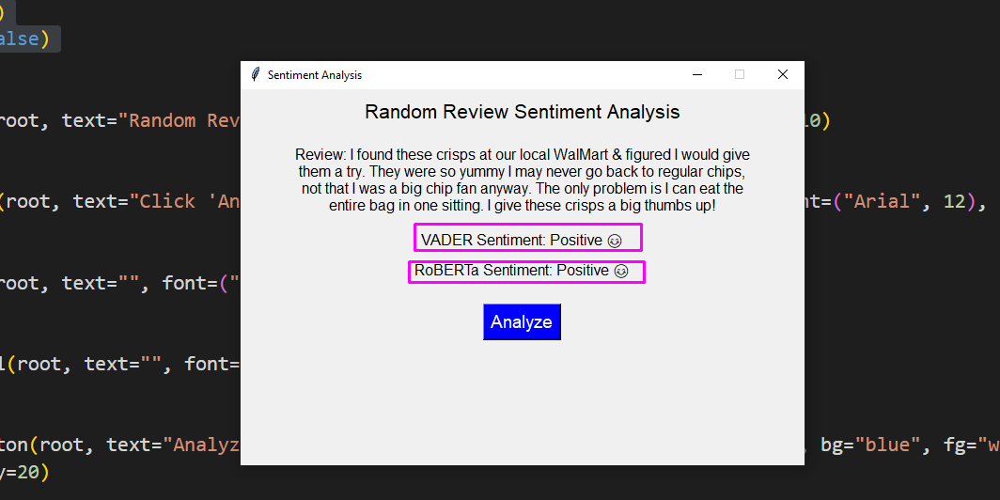 )
alse)
Sentiment Analysis
root, text="Random Rev
10)
Random Review Sentiment Analysis
Review: I found these crisps at our local WalMart & figured I would give
them a try. They were so yummy I may never go back to regular chips,
not that I was a big chip fan anyway. The only problem is I can eat the
entire bag in one sitting. I give these crisps a big thumbs up!
(root, text="Click 'An
nt=("Arial", 12),
VADER Sentiment: Positive 😊
RoBERTa Sentiment: Positive 😊
root, text="", font=("
Analyze
l(root, text="", font=
ton(root, text="Analyz
, bg="blue", fg="w
y=20)